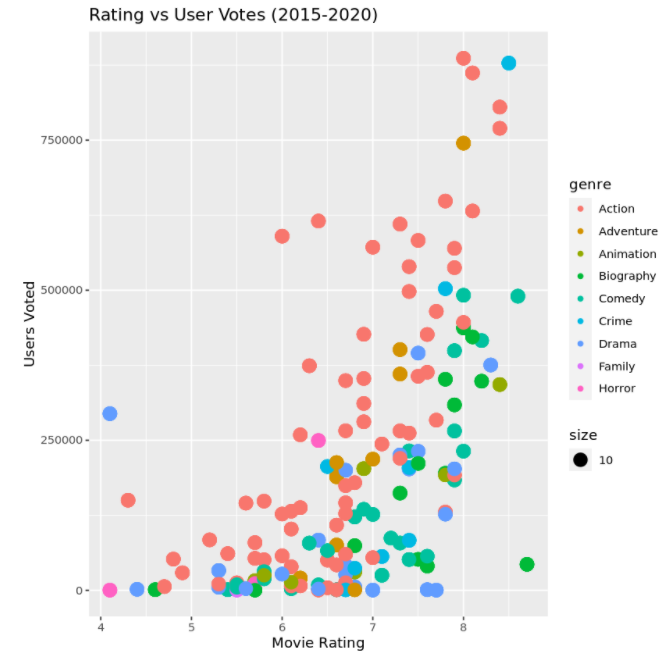 Rating vs User Votes (2015-2020)
750000
500000
250000
0
Users Voted
4
5
6
7
8
Movie Rating
genre
Action
Adventure
Animation
Biography
Comedy
Crime
Drama
Family
Horror
size
10